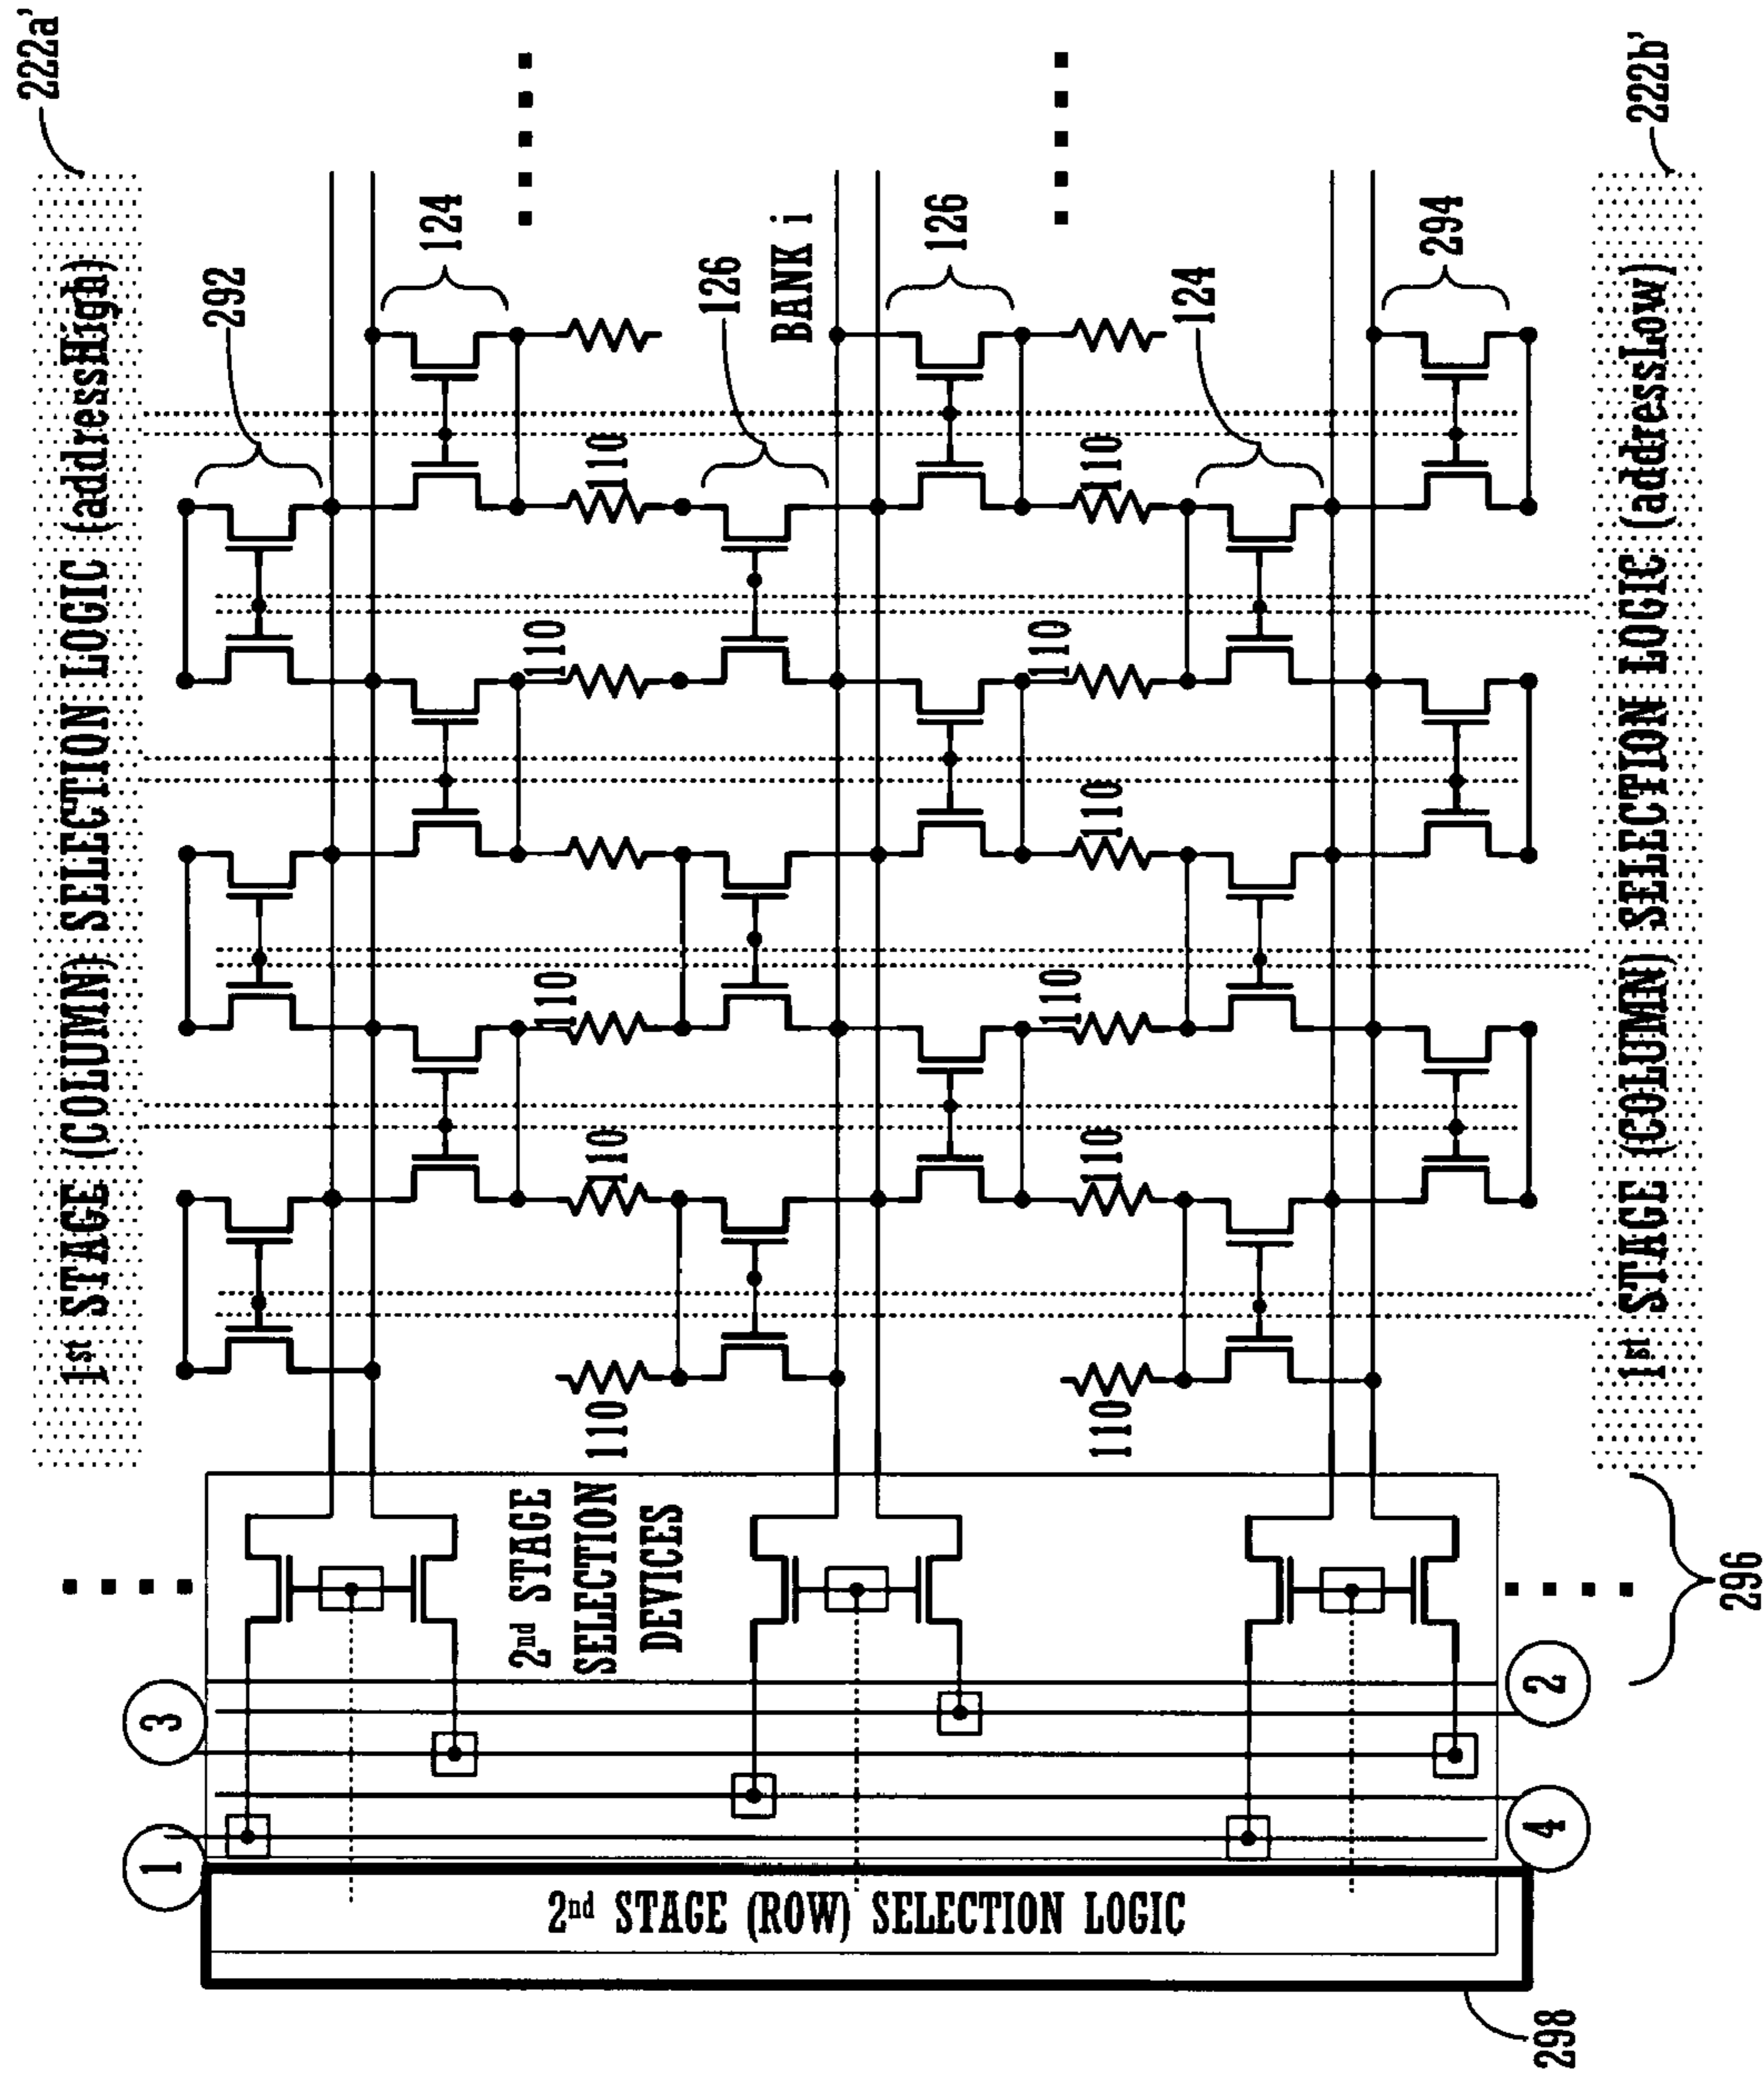 222a'
1st STAGE (COLUMN) SELECTION LOGIC (addressHigh)
292
124
110
110
110
110
110
126
BANK i
126
110
110
110
110
110
124
294
1st STAGE (COLUMN) SELECTION LOGIC (addressLow)
222b'
2nd STAGE
SELECTION
DEVICES
296
1
3
2
4
2nd STAGE (ROW) SELECTION LOGIC
298